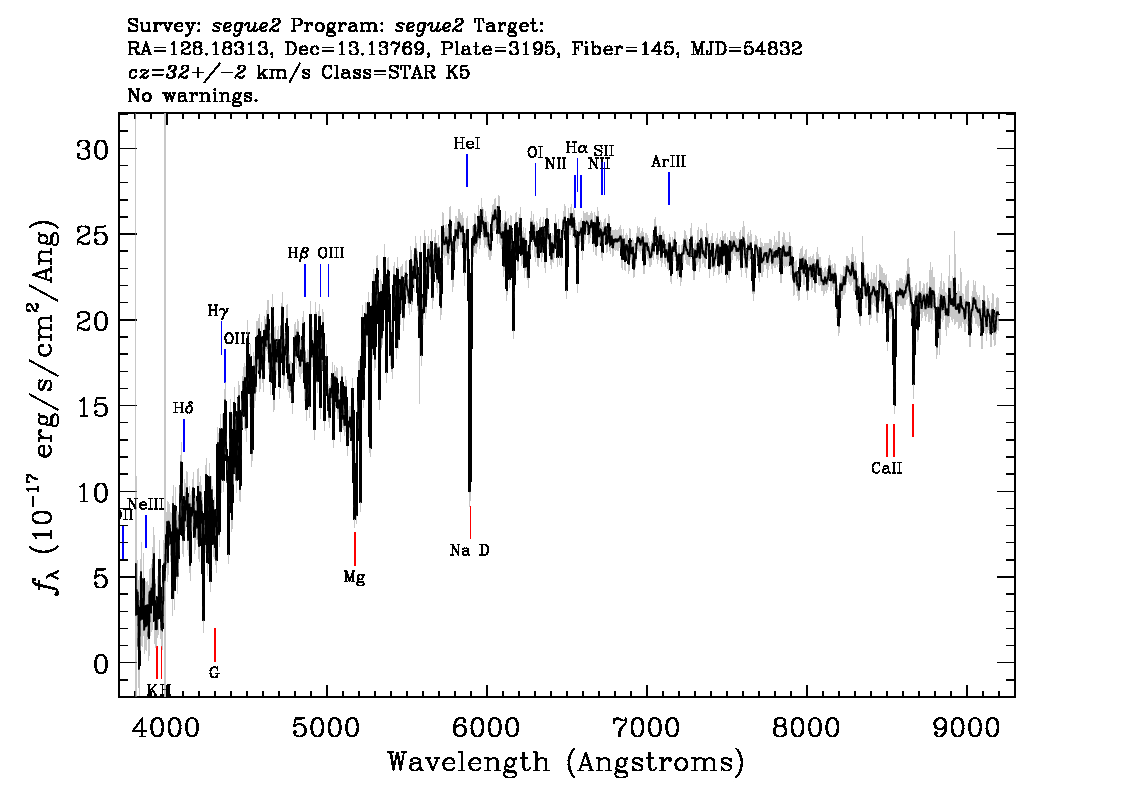 Survey: segue2 Program: segue2 Target:
RA=128.18313, Dec=13.13769, Plate=3195, Fiber=145, MJD=54832
cz=32+/-2 km/s Class=STAR K5
No warnings.
30
25
20
15
10
5
0
HeI
OI
NII
Hα
SII
NII
ArIII
Hβ
OIII
Hγ
OIII
Hδ
NeIII
CaII
Na D
Mg
G
K
H
4000
5000
6000
7000
8000
9000
Wavelength (Angstroms)
fλ (10⁻¹⁷ erg/s/cm²/Ang)